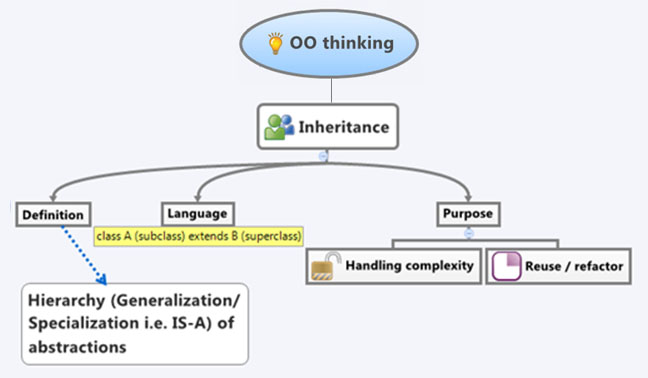 OO thinking
Inheritance
Definition
Language
Purpose
class A (subclass) extends B (superclass)
Handling complexity
Reuse / refactor
Hierarchy (Generalization/
Specialization i.e. IS-A) of
abstractions